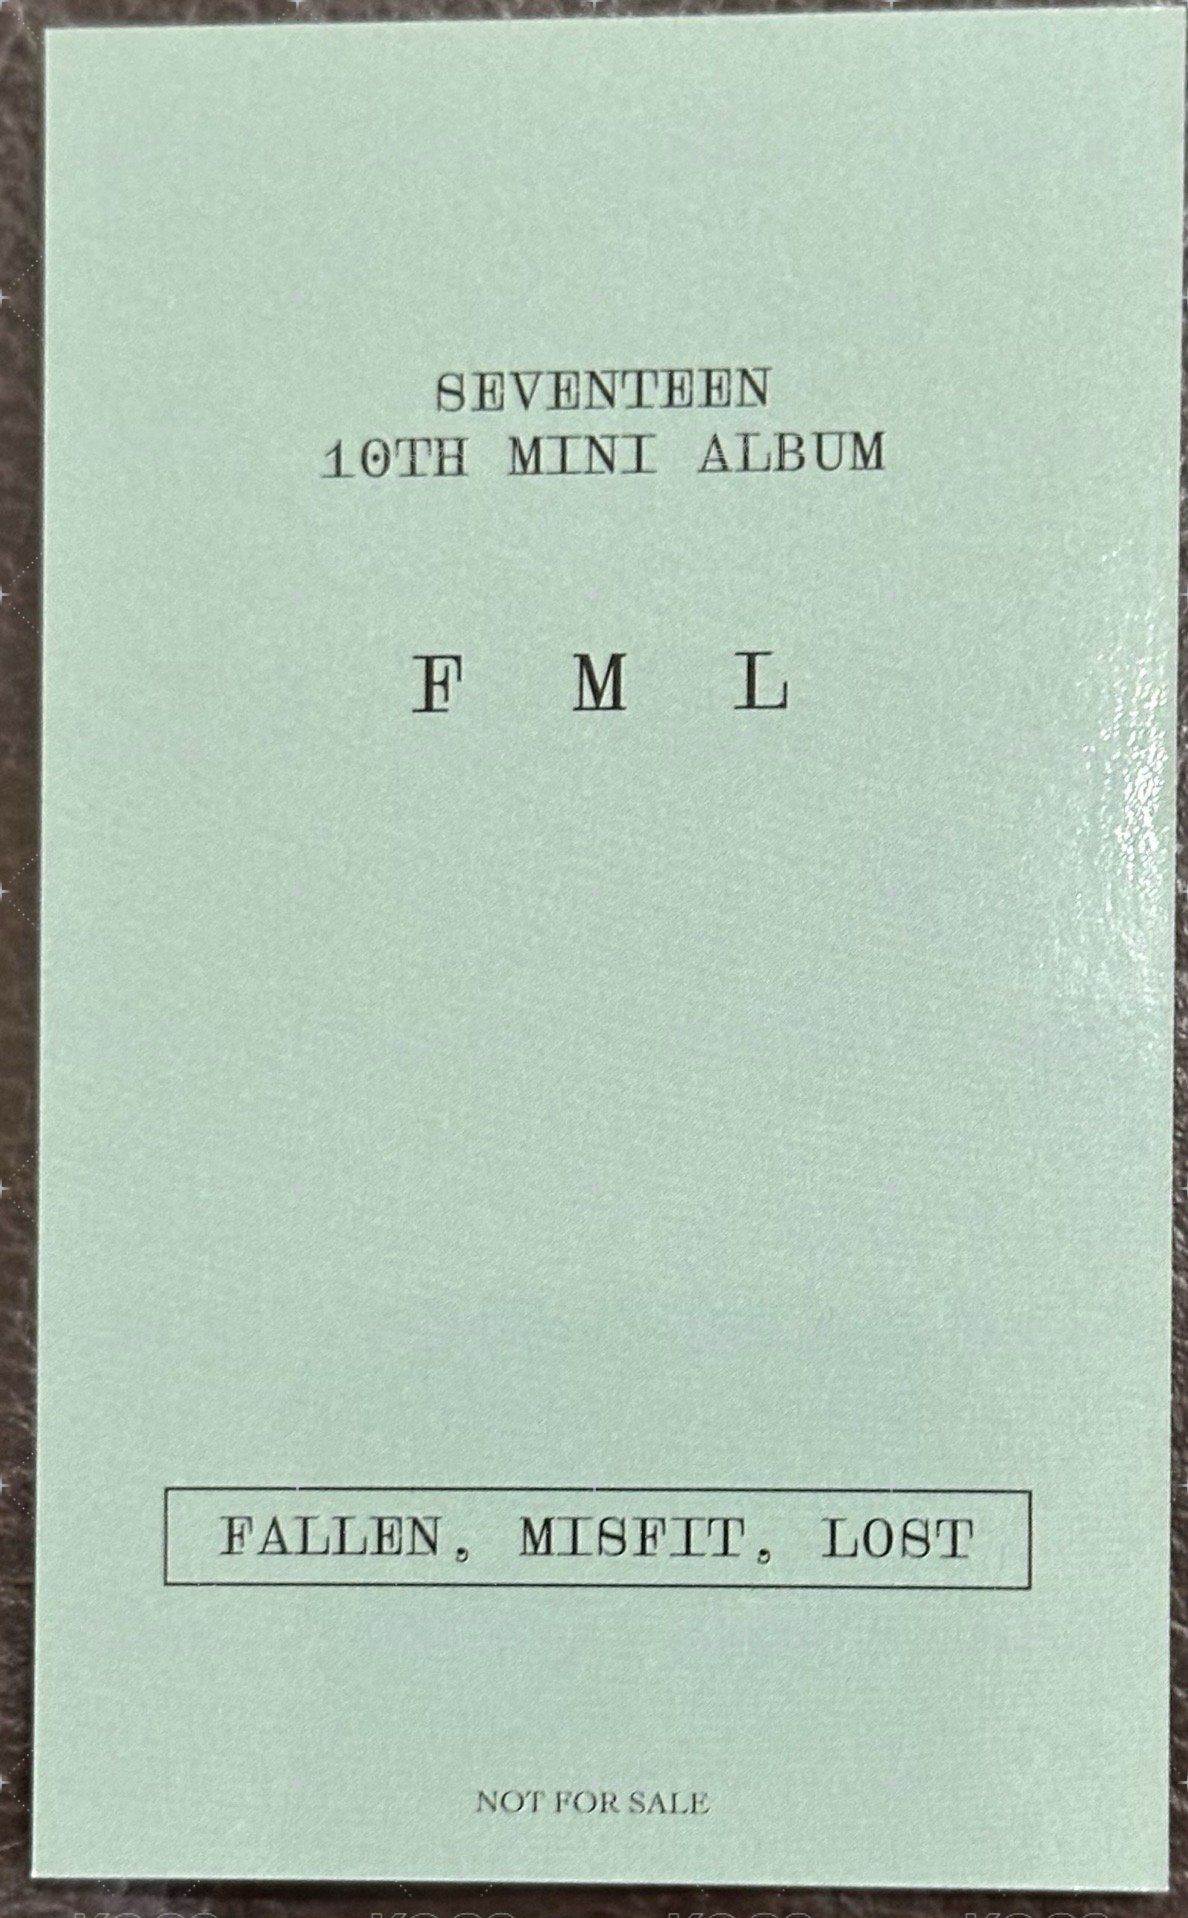 SEVENTEEN
10TH MINI ALBUM
F M L
FALLEN, MISFIT, LOST
NOT FOR SALE